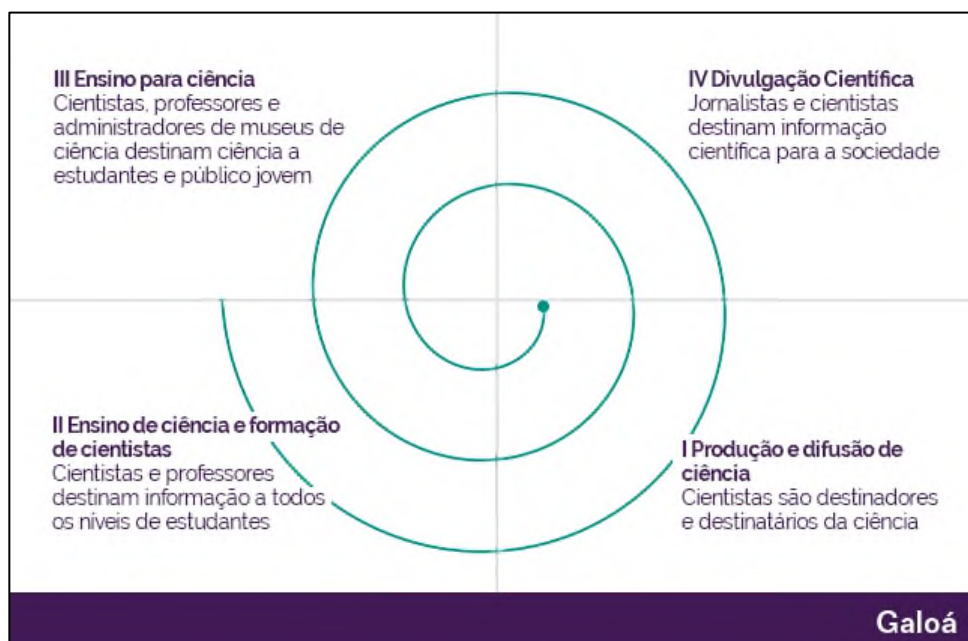 III Ensino para ciência
Cientistas, professores e
administradores de museus de
ciência destinam ciência a
estudantes e público jovem
IV Divulgação Científica
Jornalistas e cientistas
destinam informação
científica para a sociedade
II Ensino de ciência e formação
de cientistas
Cientistas e professores
destinam informação a todos
os níveis de estudantes
I Produção e difusão de
ciência
Cientistas são destinadores
e destinatários da ciência
Galoá